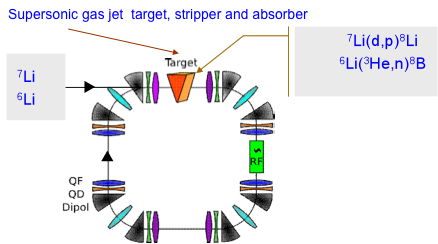 Supersonic gas jet target, stripper and absorber
⁷Li
⁶Li
Target
⁷Li(d,p)⁸Li
⁶Li(³He,n)⁸B
RF
QF
QD
Dipol